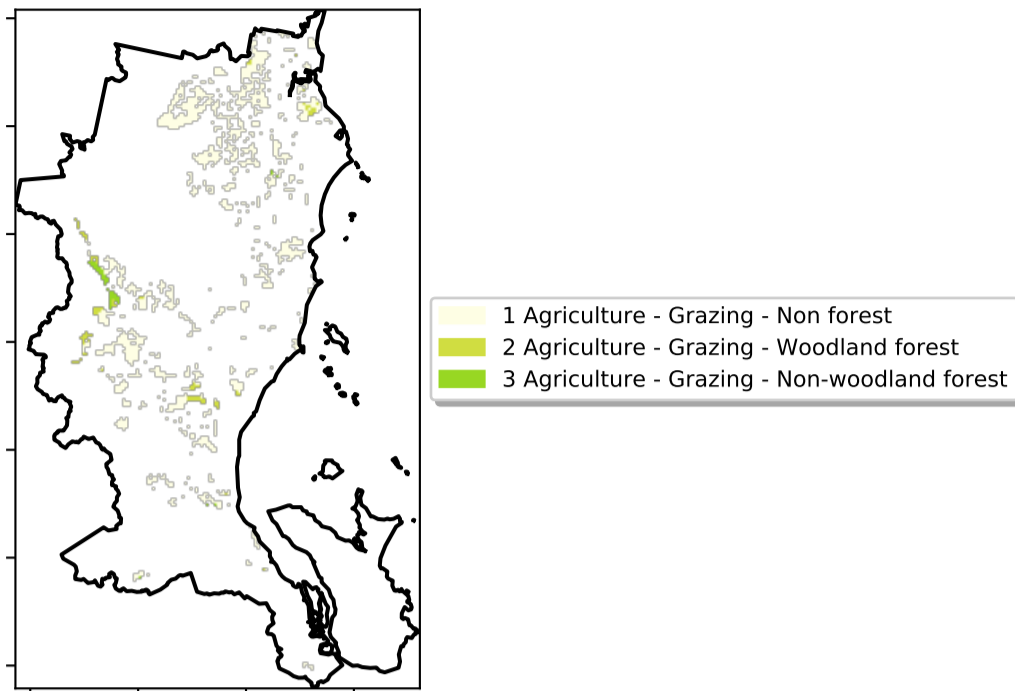 1 Agriculture - Grazing - Non forest
2 Agriculture - Grazing - Woodland forest
3 Agriculture - Grazing - Non-woodland forest